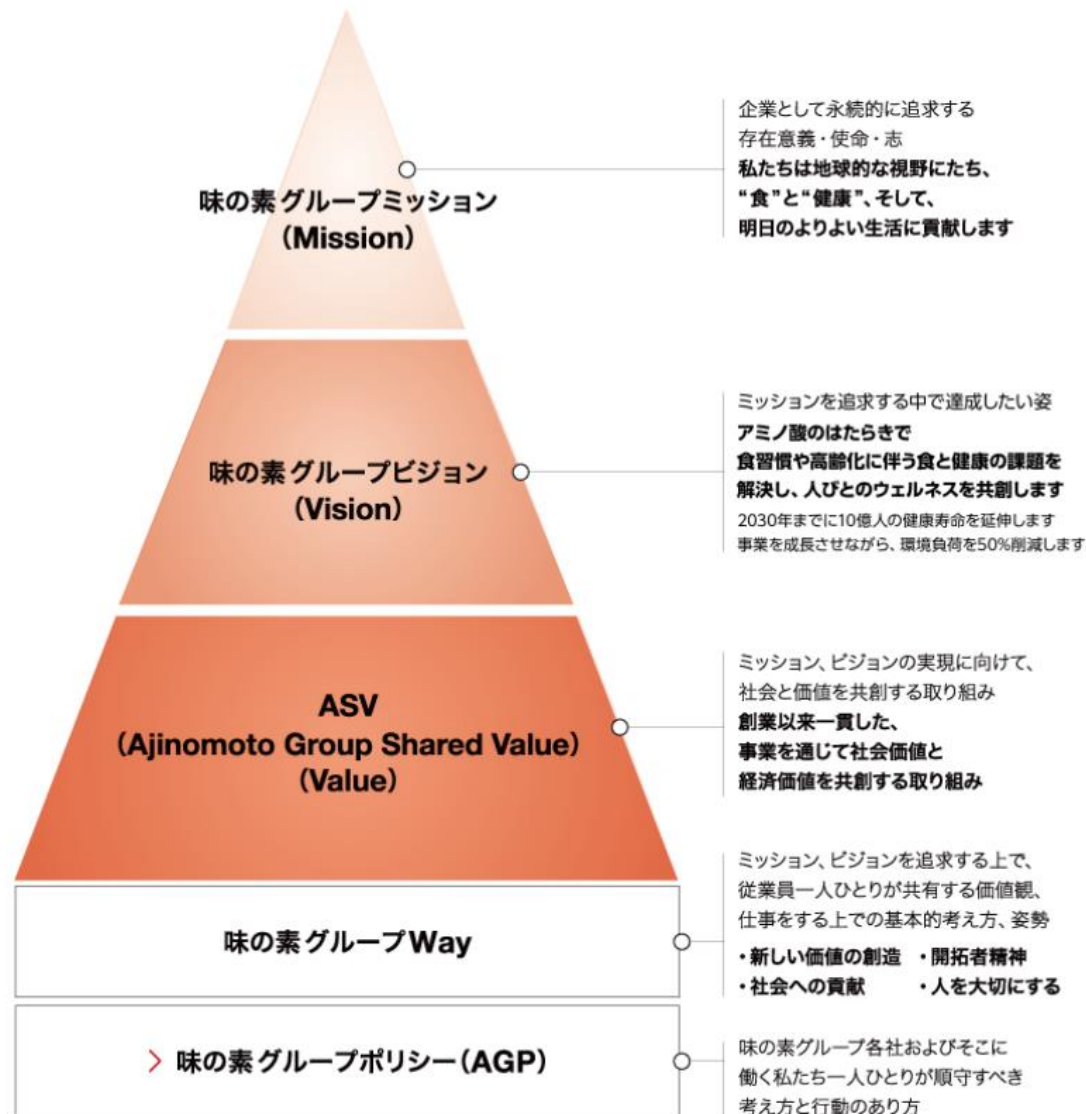 味の素グループミッション
(Mission)
企業として永続的に追求する
存在意義・使命・志
私たちは地球的な視野にたち、
“食”と“健康”、そして、
明日のよりよい生活に貢献します
味の素グループビジョン
(Vision)
ミッションを追求する中で達成したい姿
アミノ酸のはたらきで
食習慣や高齢化に伴う食と健康の課題を
解決し、人びとのウェルネスを共創します
2030年までに10億人の健康寿命を延伸します
事業を成長させながら、環境負荷を50%削減します
ASV
(Ajinomoto Group Shared Value)
(Value)
ミッション、ビジョンの実現に向けて、
社会と価値を共創する取り組み
創業以来一貫した、
事業を通じて社会価値と
経済価値を共創する取り組み
味の素グループWay
ミッション、ビジョンを追求する上で、
従業員一人ひとりが共有する価値観、
仕事をする上での基本的考え方、姿勢
・新しい価値の創造 ・開拓者精神
・社会への貢献 ・人を大切にする
> 味の素グループポリシー(AGP)
味の素グループ各社およびそこに
働く私たち一人ひとりが順守すべき
考え方と行動のあり方